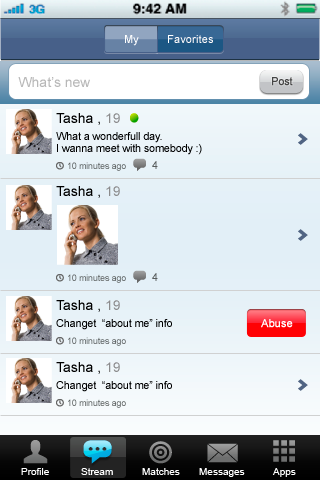 3G 9:42 AM
My Favorites
What's new Post
Tasha , 19
What a wonderfull day.
I wanna meet with somebody :)
10 minutes ago 4
Tasha , 19
10 minutes ago 4
Tasha , 19
Changet “about me” info
Abuse
10 minutes ago
Tasha , 19
Changet “about me” info
10 minutes ago
Profile Stream Matches Messages Apps